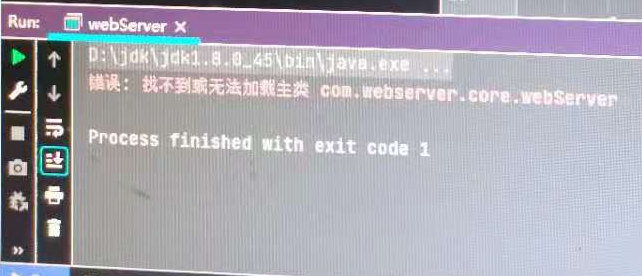 Run: webServer ×
D:\jdk\jdk1.8.0_45\bin\java.exe ...
错误: 找不到或无法加载主类 com.webserver.core.webServer
Process finished with exit code 1